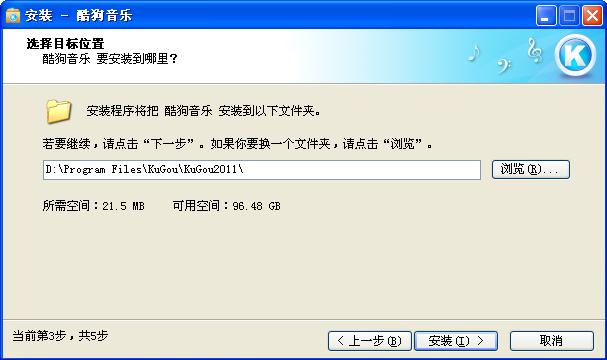 安装 - 酷狗音乐
选择目标位置
酷狗音乐 要安装到哪里？
K
安装程序将把 酷狗音乐 安装到以下文件夹。
若要继续，请点击“下一步”。如果你要换一个文件夹，请点击“浏览”。
D:\Program Files\KuGou\KuGou2011\ 浏览(R)...
所需空间：21.5 MB 可用空间：96.48 GB
当前第3步，共5步
< 上一步(B) 安装(I) > 取消